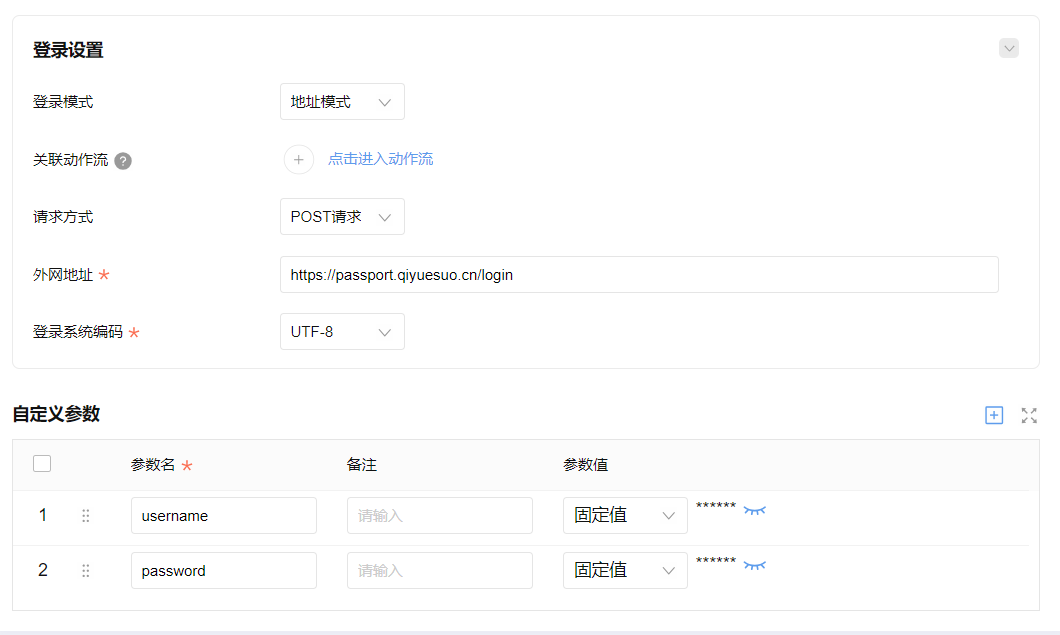 登录设置
登录模式 地址模式
关联动作流 ? 点击进入动作流
请求方式 POST请求
外网地址 * https://passport.qiyuesuo.cn/login
登录系统编码 * UTF-8
自定义参数
参数名 * 备注 参数值
1 username 请输入 固定值 ******
2 password 请输入 固定值 ******